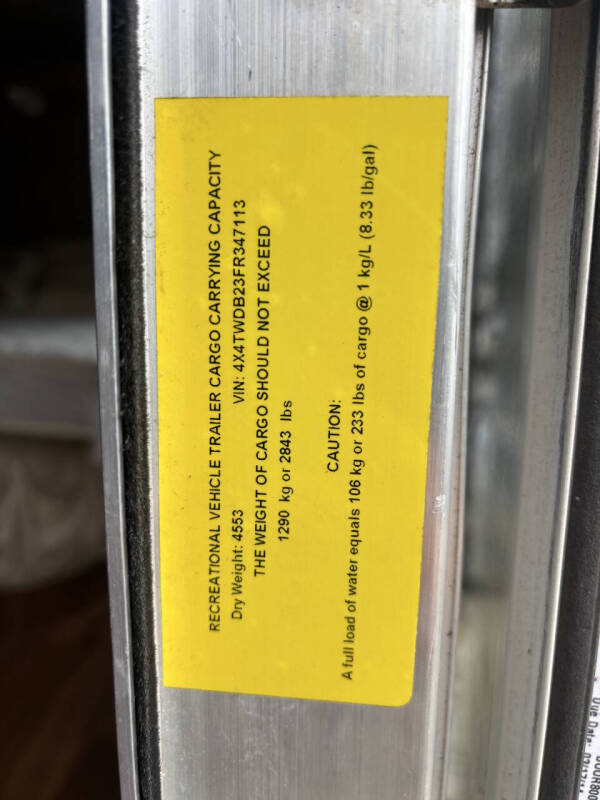 RECREATIONAL VEHICLE TRAILER CARGO CARRYING CAPACITY
Dry Weight: 4553 VIN: 4X4TWDB23FR347113
THE WEIGHT OF CARGO SHOULD NOT EXCEED
1290 kg or 2843 lbs
CAUTION:
A full load of water equals 106 kg or 233 lbs of cargo @ 1 kg/L (8.33 lb/gal)
Due Date: